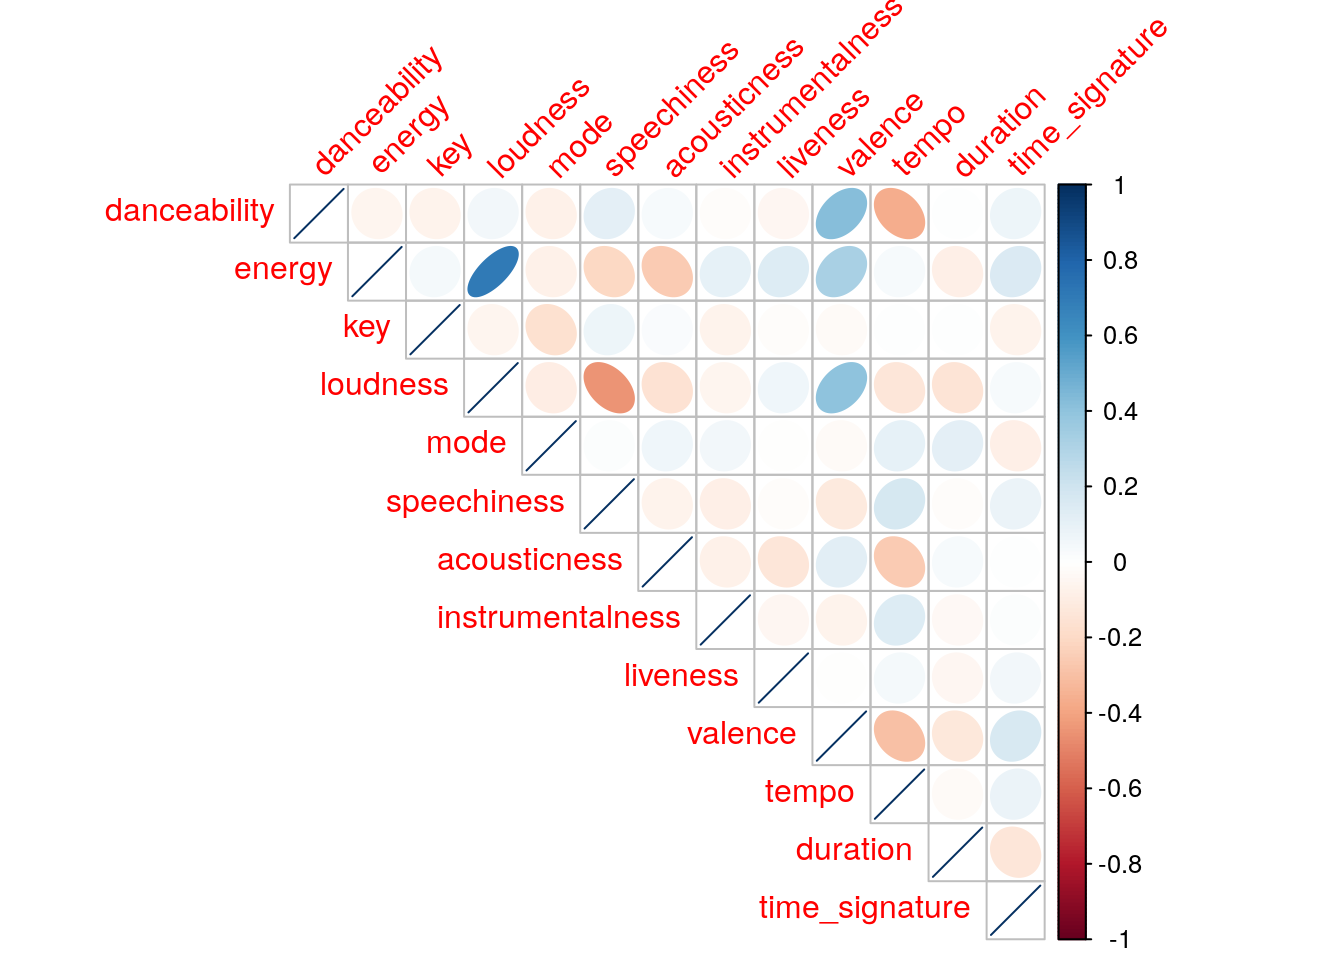 danceability
energy
key
loudness
mode
speechiness
acousticness
instrumentalness
liveness
valence
tempo
duration
time_signature
danceability
energy
key
loudness
mode
speechiness
acousticness
instrumentalness
liveness
valence
tempo
duration
time_signature
1
0.8
0.6
0.4
0.2
0
-0.2
-0.4
-0.6
-0.8
-1